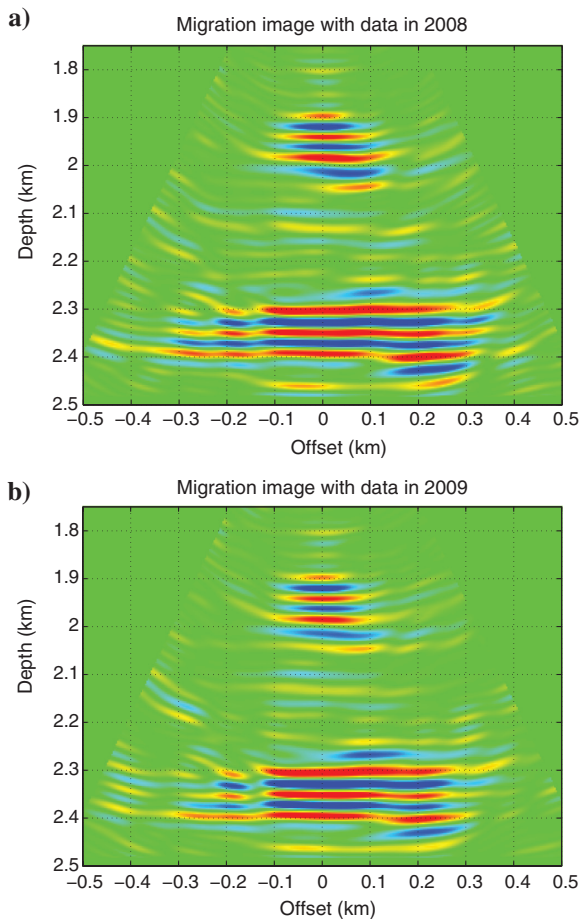 a)
Migration image with data in 2008
Depth (km)
1.8
1.9
2
2.1
2.2
2.3
2.4
2.5
−0.5 −0.4 −0.3 −0.2 −0.1 0 0.1 0.2 0.3 0.4 0.5
Offset (km)
b)
Migration image with data in 2009
Depth (km)
1.8
1.9
2
2.1
2.2
2.3
2.4
2.5
−0.5 −0.4 −0.3 −0.2 −0.1 0 0.1 0.2 0.3 0.4 0.5
Offset (km)